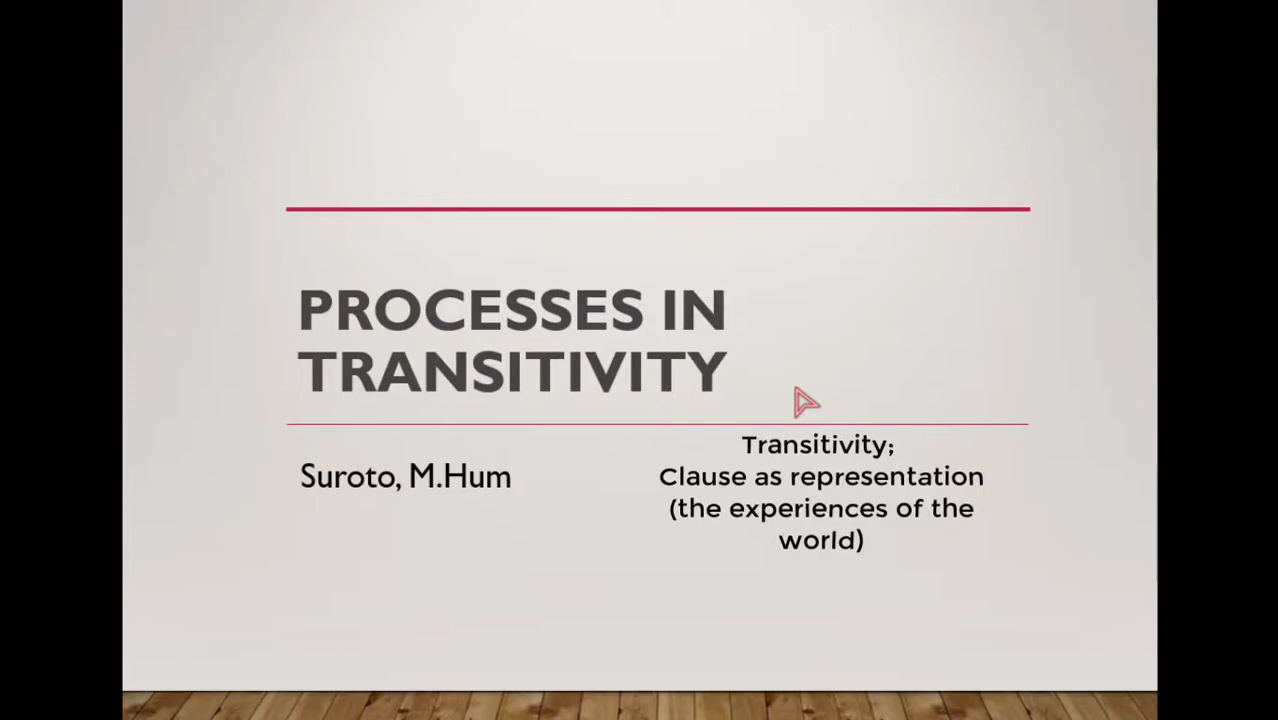 PROCESSES IN
TRANSITIVITY
Suroto, M.Hum
Transitivity;
Clause as representation
(the experiences of the
world)